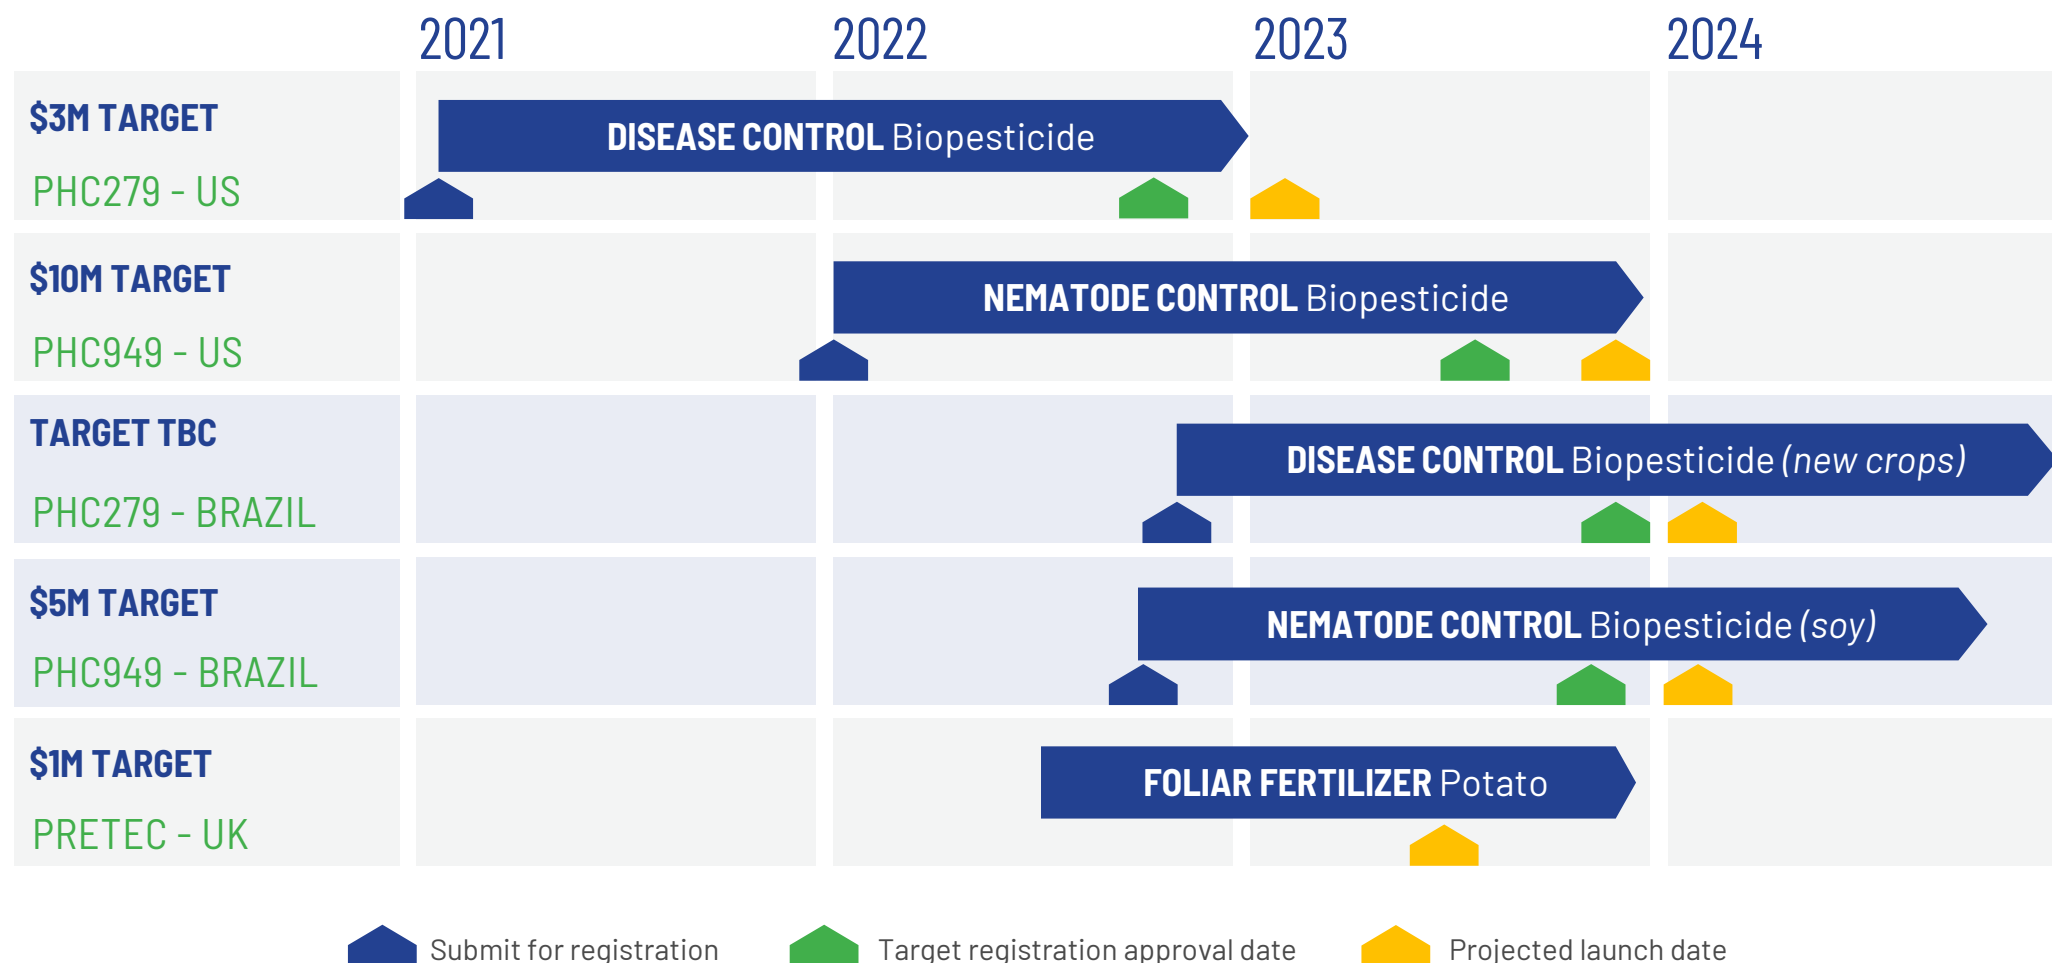 2021 2022 2023 2024
$3M TARGET
DISEASE CONTROL Biopesticide
PHC279 - US
$10M TARGET
NEMATODE CONTROL Biopesticide
PHC949 - US
TARGET TBC
DISEASE CONTROL Biopesticide (new crops)
PHC279 - BRAZIL
$5M TARGET
NEMATODE CONTROL Biopesticide (soy)
PHC949 - BRAZIL
$1M TARGET
FOLIAR FERTILIZER Potato
PRETEC - UK
Submit for registration
Target registration approval date
Projected launch date